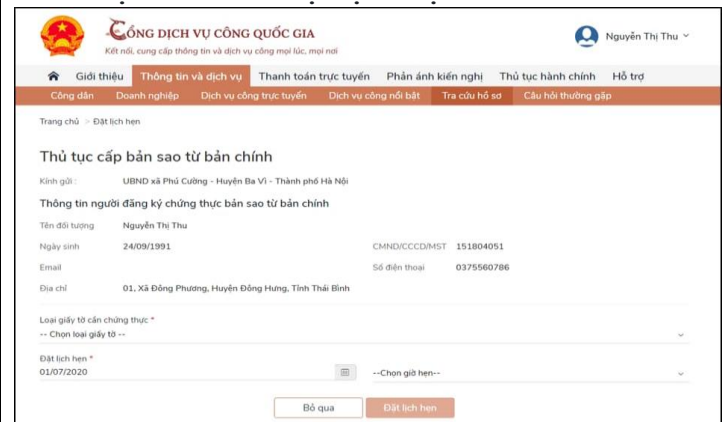 CỔNG DỊCH VỤ CÔNG QUỐC GIA
Kết nối, cung cấp thông tin và dịch vụ công mọi lúc, mọi nơi
Nguyễn Thị Thu
Giới thiệu Thông tin và dịch vụ Thanh toán trực tuyến Phản ánh kiến nghị Thủ tục hành chính Hỗ trợ
Công dân Doanh nghiệp Dịch vụ công trực tuyến Dịch vụ công nổi bật Tra cứu hồ sơ Câu hỏi thường gặp
Trang chủ > Đặt lịch hẹn
Thủ tục cấp bản sao từ bản chính
Kính gửi : UBND xã Phú Cường - Huyện Ba Vì - Thành phố Hà Nội
Thông tin người đăng ký chứng thực bản sao từ bản chính
Tên đối tượng Nguyễn Thị Thu
Ngày sinh 24/09/1991 CMND/CCCD/MST 151804051
Email Số điện thoại 0375560786
Địa chỉ 01, Xã Đông Phương, Huyện Đông Hưng, Tỉnh Thái Bình
Loại giấy tờ cần chứng thực *
-- Chọn loại giấy tờ --
Đặt lịch hẹn *
01/07/2020 --Chọn giờ hẹn--
Bỏ qua Đặt lịch hẹn